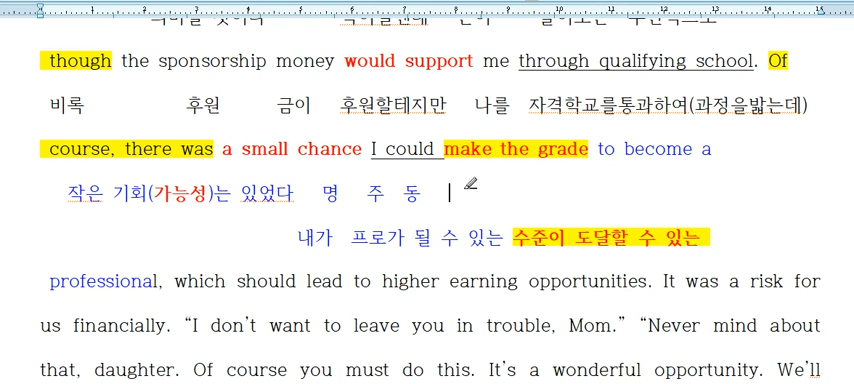 though the sponsorship money would support me through qualifying school. Of
비록 후원 금이 후원할테지만 나를 자격학교를통과하여(과정을밟는데)
course, there was a small chance I could make the grade to become a
작은 기회(가능성)는 있었다 명 주 동
내가 프로가 될 수 있는 수준이 도달할 수 있는
professional, which should lead to higher earning opportunities. It was a risk for
us financially. “I don’t want to leave you in trouble, Mom.” “Never mind about
that, daughter. Of course you must do this. It’s a wonderful opportunity. We’ll